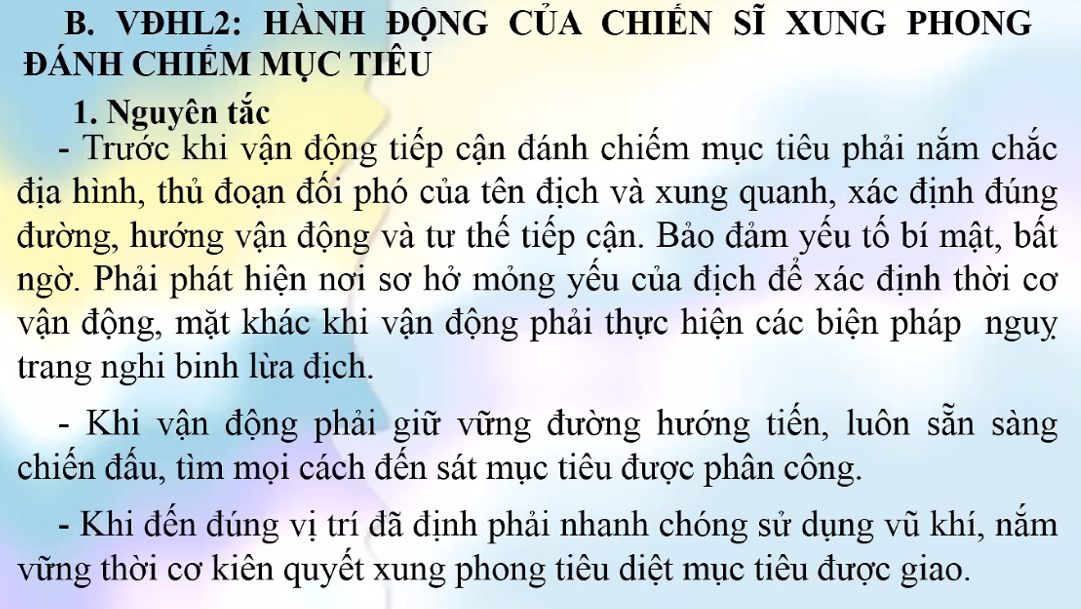 B. VĐHL2: HÀNH ĐỘNG CỦA CHIẾN SĨ XUNG PHONG
ĐÁNH CHIẾM MỤC TIÊU
1. Nguyên tắc
- Trước khi vận động tiếp cận đánh chiếm mục tiêu phải nắm chắc
địa hình, thủ đoạn đối phó của tên địch và xung quanh, xác định đúng
đường, hướng vận động và tư thế tiếp cận. Bảo đảm yếu tố bí mật, bất
ngờ. Phải phát hiện nơi sơ hở mỏng yếu của địch để xác định thời cơ
vận động, mặt khác khi vận động phải thực hiện các biện pháp nguỵ
trang nghi binh lừa địch.
- Khi vận động phải giữ vững đường hướng tiến, luôn sẵn sàng
chiến đấu, tìm mọi cách đến sát mục tiêu được phân công.
- Khi đến đúng vị trí đã định phải nhanh chóng sử dụng vũ khí, nắm
vững thời cơ kiên quyết xung phong tiêu diệt mục tiêu được giao.